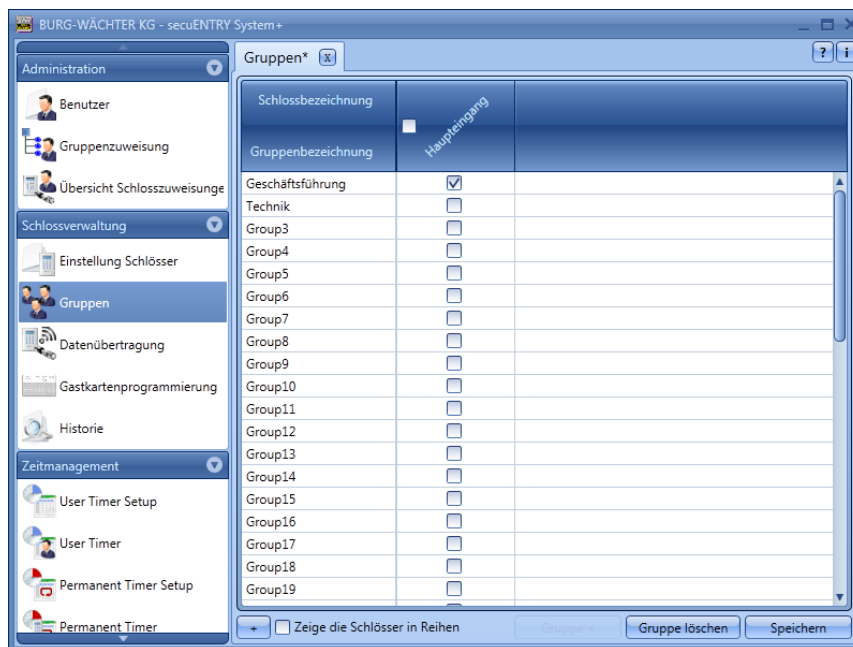 BURG-WÄCHTER KG - secuENTRY System+
Administration
Benutzer
Gruppenzuweisung
Übersicht Schlosszuweisunge
Schlossverwaltung
Einstellung Schlösser
Gruppen
Datenübertragung
Gastkartenprogrammierung
Historie
Zeitmanagement
User Timer Setup
User Timer
Permanent Timer Setup
Permanent Timer
Gruppen* x
? i
Schlossbezeichnung
Haupteingang
Gruppenbezeichnung
Geschäftsführung
Technik
Group3
Group4
Group5
Group6
Group7
Group8
Group9
Group10
Group11
Group12
Group13
Group14
Group15
Group16
Group17
Group18
Group19
+ Zeige die Schlösser in Reihen Gruppe + Gruppe löschen Speichern